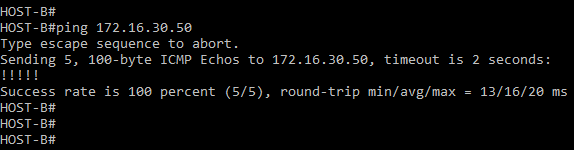 HOST-B#
HOST-B#ping 172.16.30.50
Type escape sequence to abort.
Sending 5, 100-byte ICMP Echos to 172.16.30.50, timeout is 2 seconds:
!!!!!
Success rate is 100 percent (5/5), round-trip min/avg/max = 13/16/20 ms
HOST-B#
HOST-B#
HOST-B#